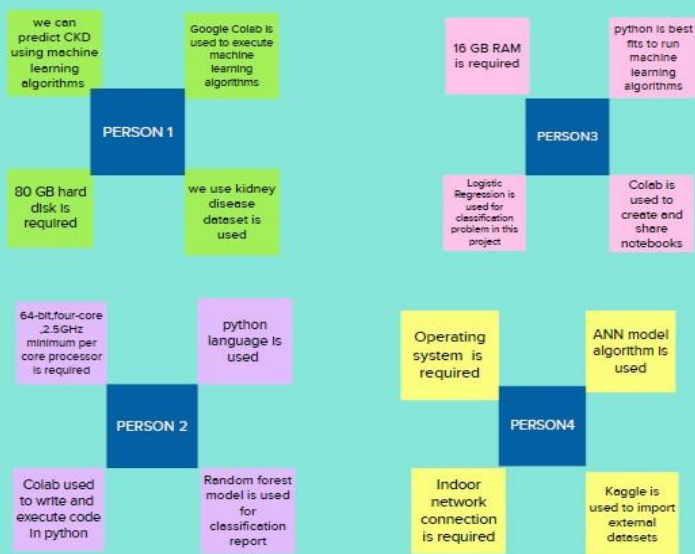 we can
predict CKD
using machine
learning
algorithms
Google Colab is
used to execute
machine
learning
algorithms
PERSON 1
80 GB hard
disk is
required
we use kidney
disease
dataset is
used
16 GB RAM
is required
python is best
fits to run
machine
learning
algorithms
PERSON3
Logistic
Regression is
used for
classification
problem in this
project
Colab is
used to
create and
share
notebooks
64-bit,four-core
,2.5GHz
minimum per
core processor
is required
python
language is
used
PERSON 2
Colab used
to write and
execute code
in python
Random forest
model is used
for
classification
report
Operating
system is
required
ANN model
algorithm is
used
PERSON4
Indoor
network
connection
is required
Kaggle is
used to import
external
datasets